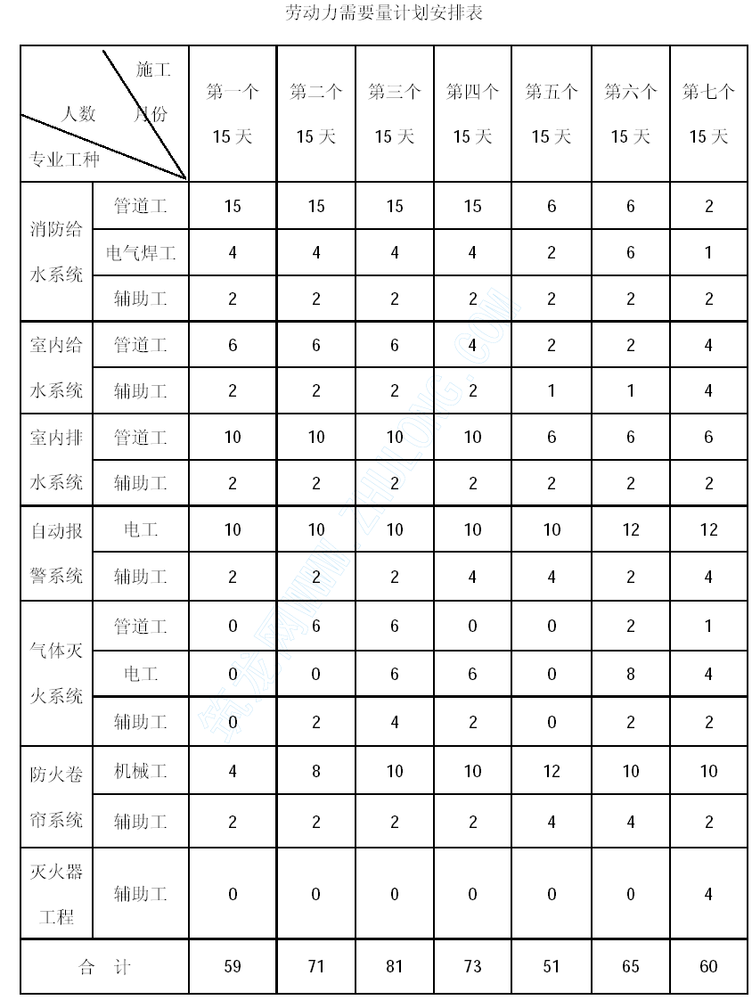 劳动力需要量计划安排表
施工
人数 月份
专业工种
第一个 第二个 第三个 第四个 第五个 第六个 第七个
15 天 15 天 15 天 15 天 15 天 15 天 15 天
消防给
水系统
管道工 15 15 15 15 6 6 2
电气焊工 4 4 4 4 2 6 1
辅助工 2 2 2 2 2 2 2
室内给
水系统
管道工 6 6 6 4 2 2 4
辅助工 2 2 2 2 1 1 4
室内排
水系统
管道工 10 10 10 10 6 6 6
辅助工 2 2 2 2 2 2 2
自动报
警系统
电工 10 10 10 10 10 12 12
辅助工 2 2 2 4 4 2 4
气体灭
火系统
管道工 0 6 6 0 0 2 1
电工 0 0 6 6 0 8 4
辅助工 0 2 4 2 0 2 2
防火卷
帘系统
机械工 4 8 10 10 12 10 10
辅助工 2 2 2 2 4 4 2
灭火器
工程
辅助工 0 0 0 0 0 0 4
合 计 59 71 81 73 51 65 60
筑龙网WWW.ZHULONG.COM